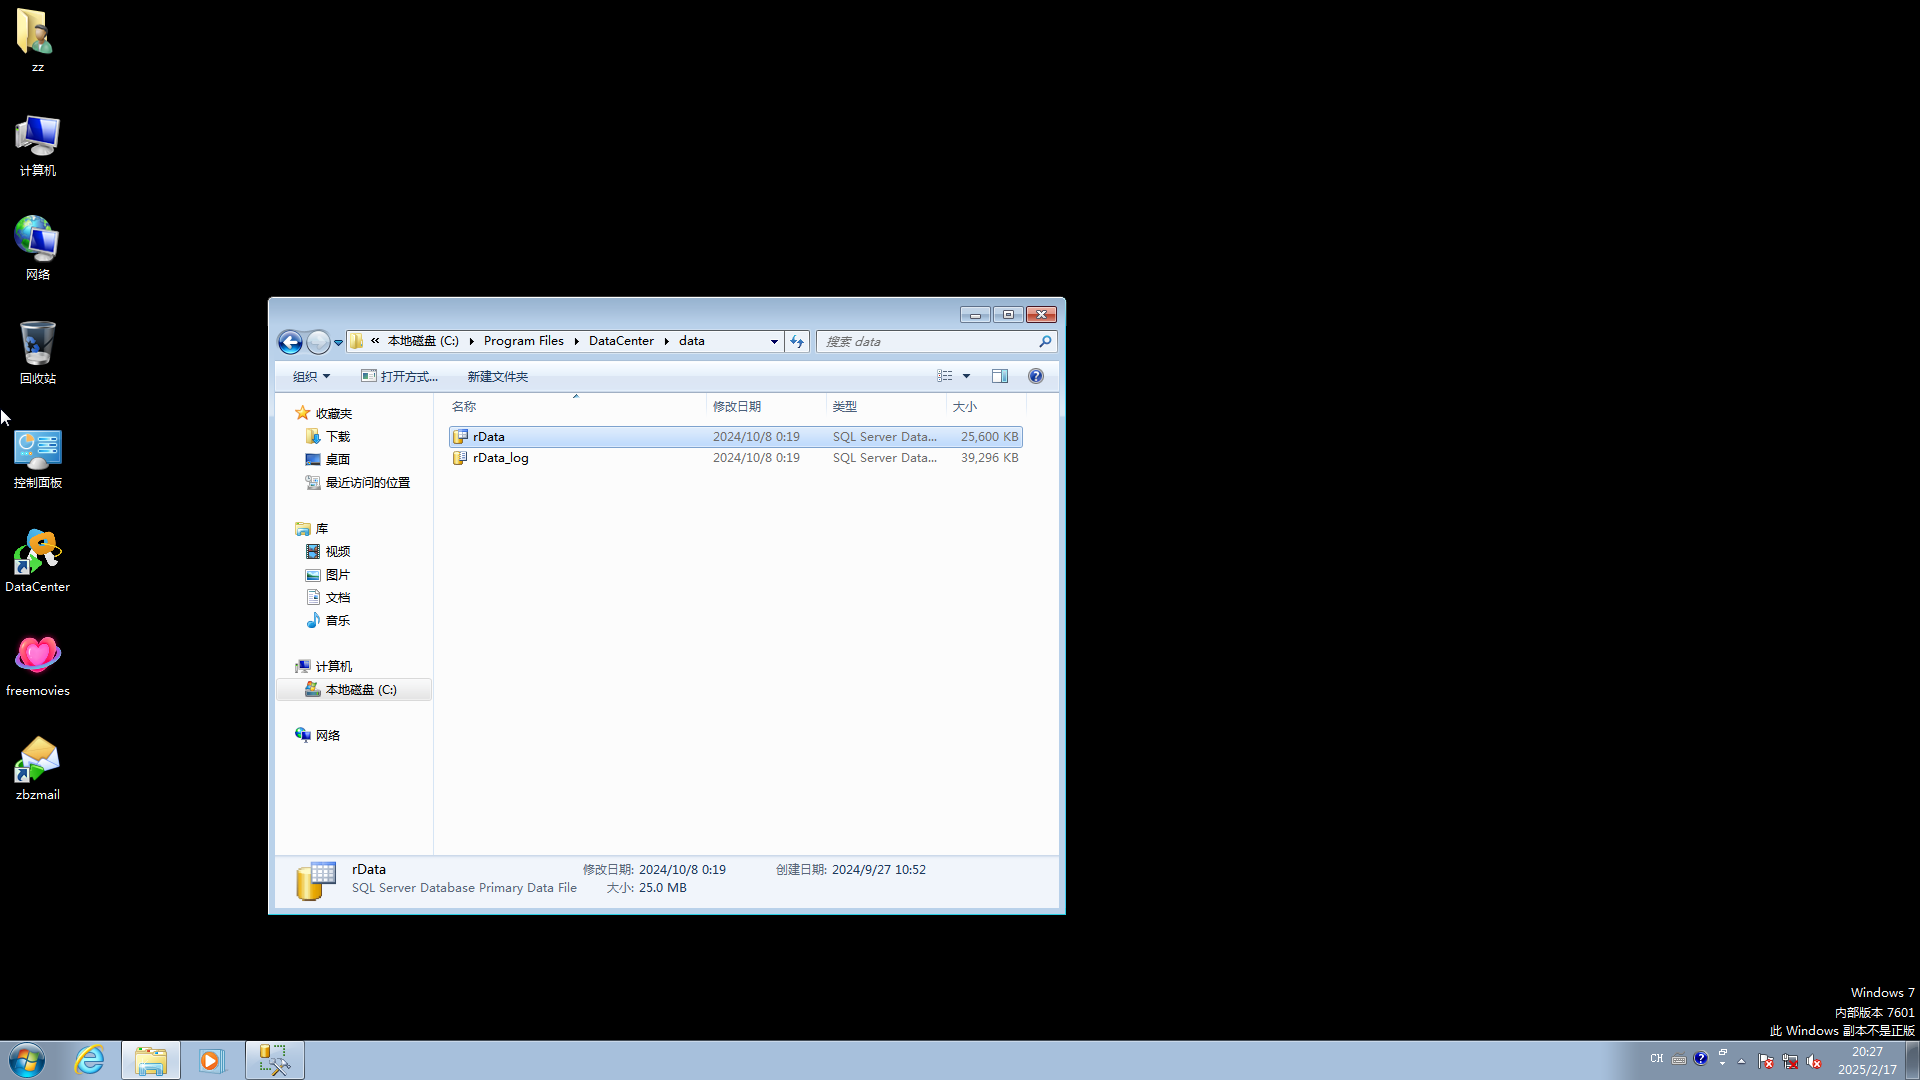 zz
计算机
网络
回收站
控制面板
DataCenter
freemovies
zbzmail
« 本地磁盘 (C:) ▸ Program Files ▸ DataCenter ▸ data
搜索 data
组织 打开方式... 新建文件夹
收藏夹
下载
桌面
最近访问的位置
库
视频
图片
文档
音乐
计算机
本地磁盘 (C:)
网络
名称 修改日期 类型 大小
rData 2024/10/8 0:19 SQL Server Data... 25,600 KB
rData_log 2024/10/8 0:19 SQL Server Data... 39,296 KB
rData 修改日期: 2024/10/8 0:19 创建日期: 2024/9/27 10:52
SQL Server Database Primary Data File 大小: 25.0 MB
Windows 7
内部版本 7601
此 Windows 副本不是正版
CH
20:27
2025/2/17